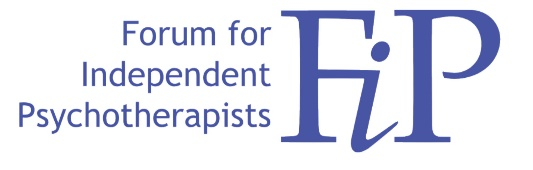 Forum for
Independent
Psychotherapists
FiP